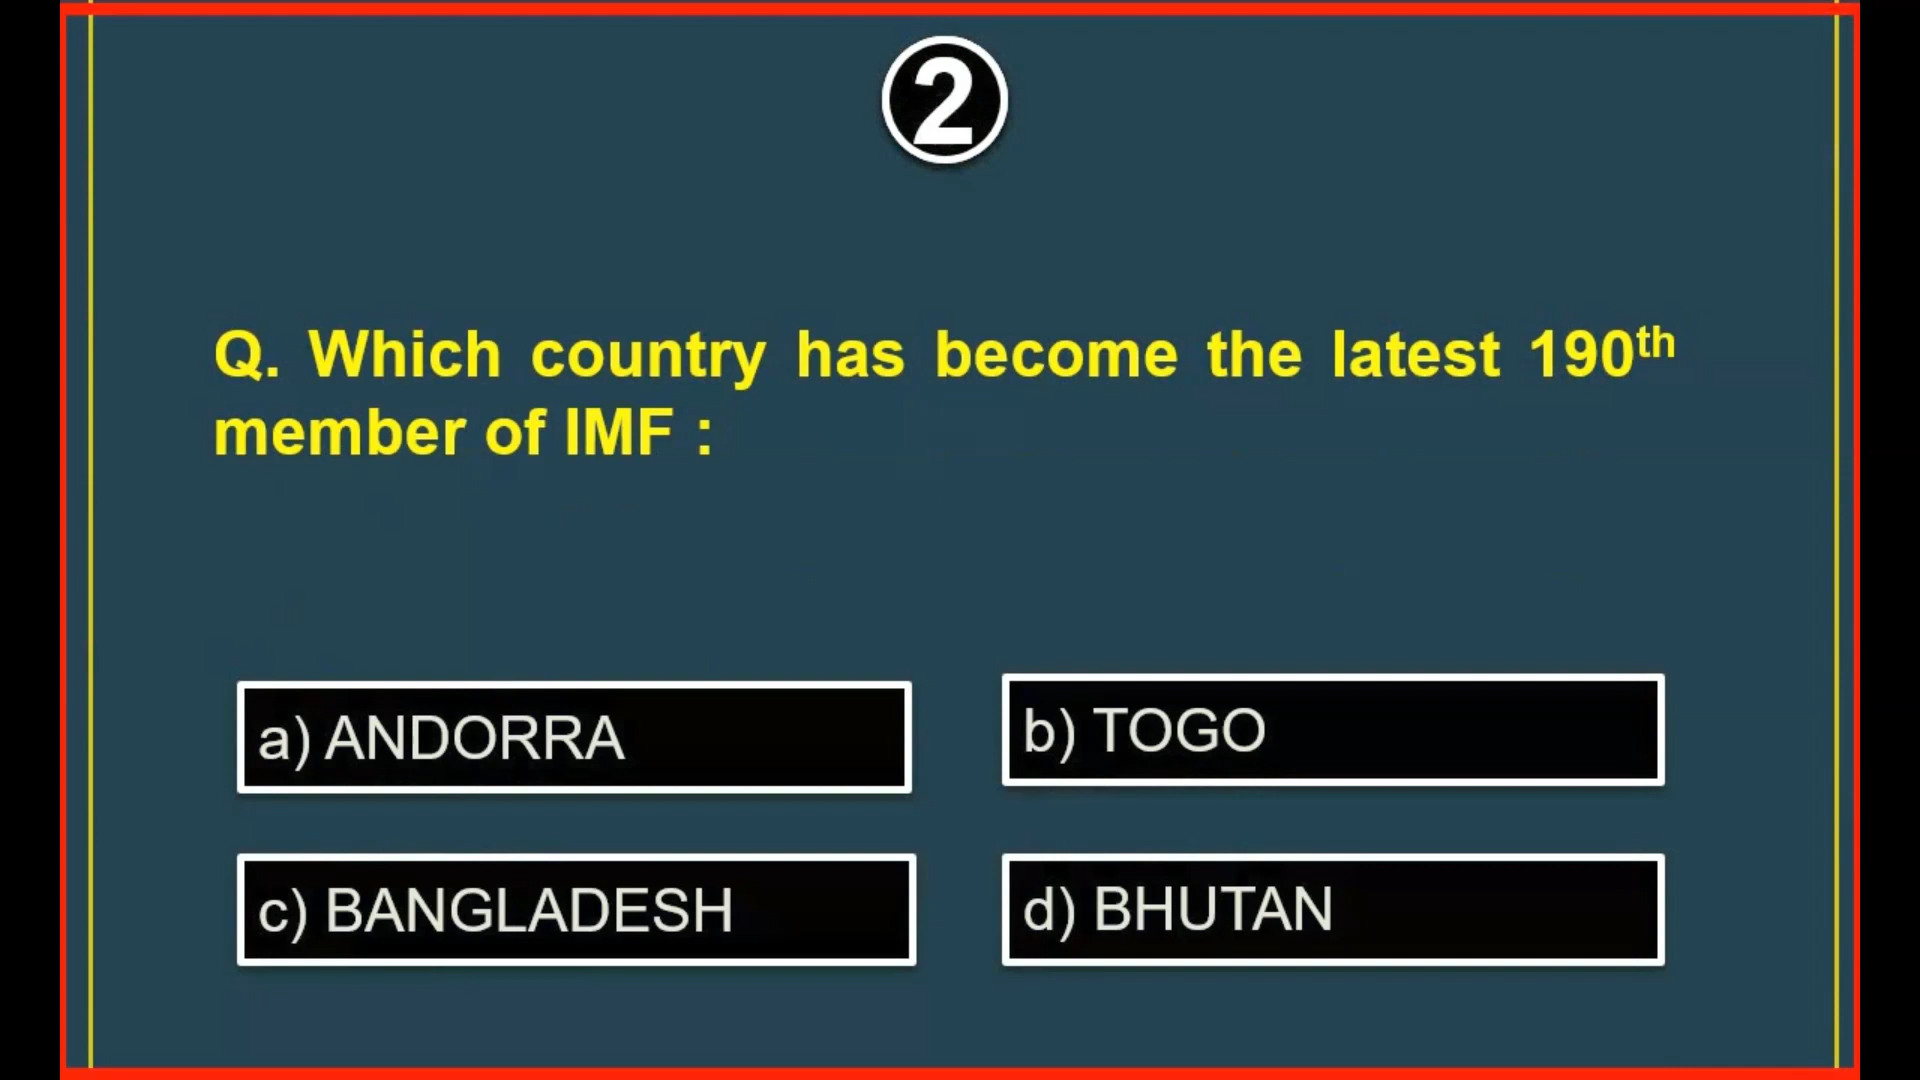 2
Q. Which country has become the latest 190th
member of IMF :
a) ANDORRA
b) TOGO
c) BANGLADESH
d) BHUTAN